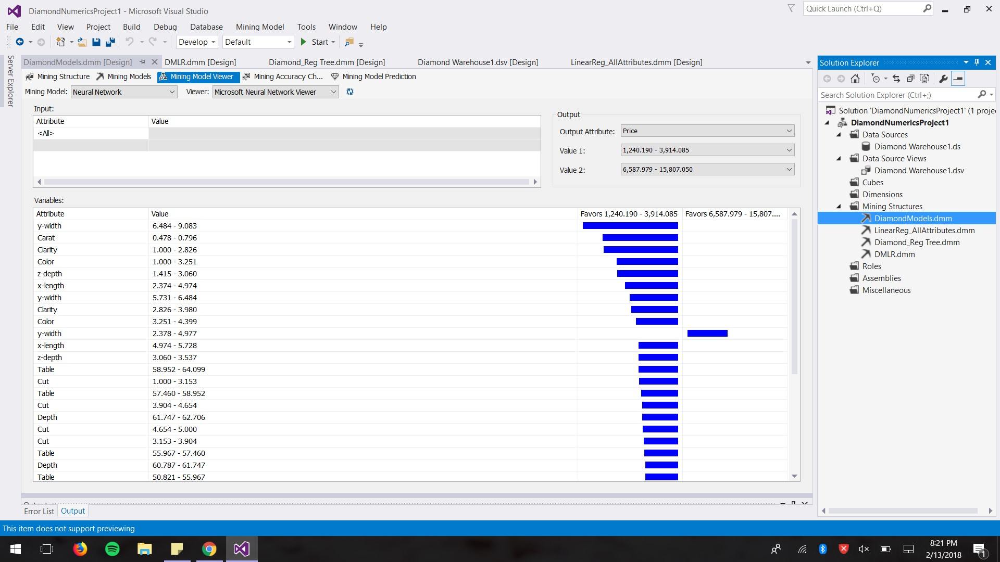 DiamondNumericsProject1 - Microsoft Visual Studio
Quick Launch (Ctrl+Q)
File Edit View Project Build Debug Database Mining Model Tools Window Help
Develop Default Start
Server Explorer
DiamondModels.dmm [Design] DMLR.dmm [Design] Diamond_Reg Tree.dmm [Design] Diamond Warehouse1.dsv [Design] LinearReg_AllAttributes.dmm [Design]
Mining Structure Mining Models Mining Model Viewer Mining Accuracy Ch... Mining Model Prediction
Mining Model: Neural Network Viewer: Microsoft Neural Network Viewer
Input:
Attribute Value
<All>
Output
Output Attribute: Price
Value 1: 1,240.190 - 3,914.085
Value 2: 6,587.979 - 15,807.050
Variables:
Attribute Value Favors 1,240.190 - 3,914.085 Favors 6,587.979 - 15,807....
y-width 6.484 - 9.083
Carat 0.478 - 0.796
Clarity 1.000 - 2.826
Color 1.000 - 3.251
z-depth 1.415 - 3.060
x-length 2.374 - 4.974
y-width 5.731 - 6.484
Clarity 2.826 - 3.980
Color 3.251 - 4.399
y-width 2.378 - 4.977
x-length 4.974 - 5.728
z-depth 3.060 - 3.537
Table 58.952 - 64.099
Cut 1.000 - 3.153
Table 57.460 - 58.952
Cut 3.904 - 4.654
Depth 61.747 - 62.706
Cut 4.654 - 5.000
Cut 3.153 - 3.904
Table 55.967 - 57.460
Depth 60.787 - 61.747
Table 50.821 - 55.967
Output
Error List Output
Solution Explorer
Search Solution Explorer (Ctrl+;)
Solution 'DiamondNumericsProject1' (1 proje
DiamondNumericsProject1
Data Sources
Diamond Warehouse1.ds
Data Source Views
Diamond Warehouse1.dsv
Cubes
Dimensions
Mining Structures
DiamondModels.dmm
LinearReg_AllAttributes.dmm
Diamond_Reg Tree.dmm
DMLR.dmm
Roles
Assemblies
Miscellaneous
This item does not support previewing
8:21 PM
2/13/2018
1